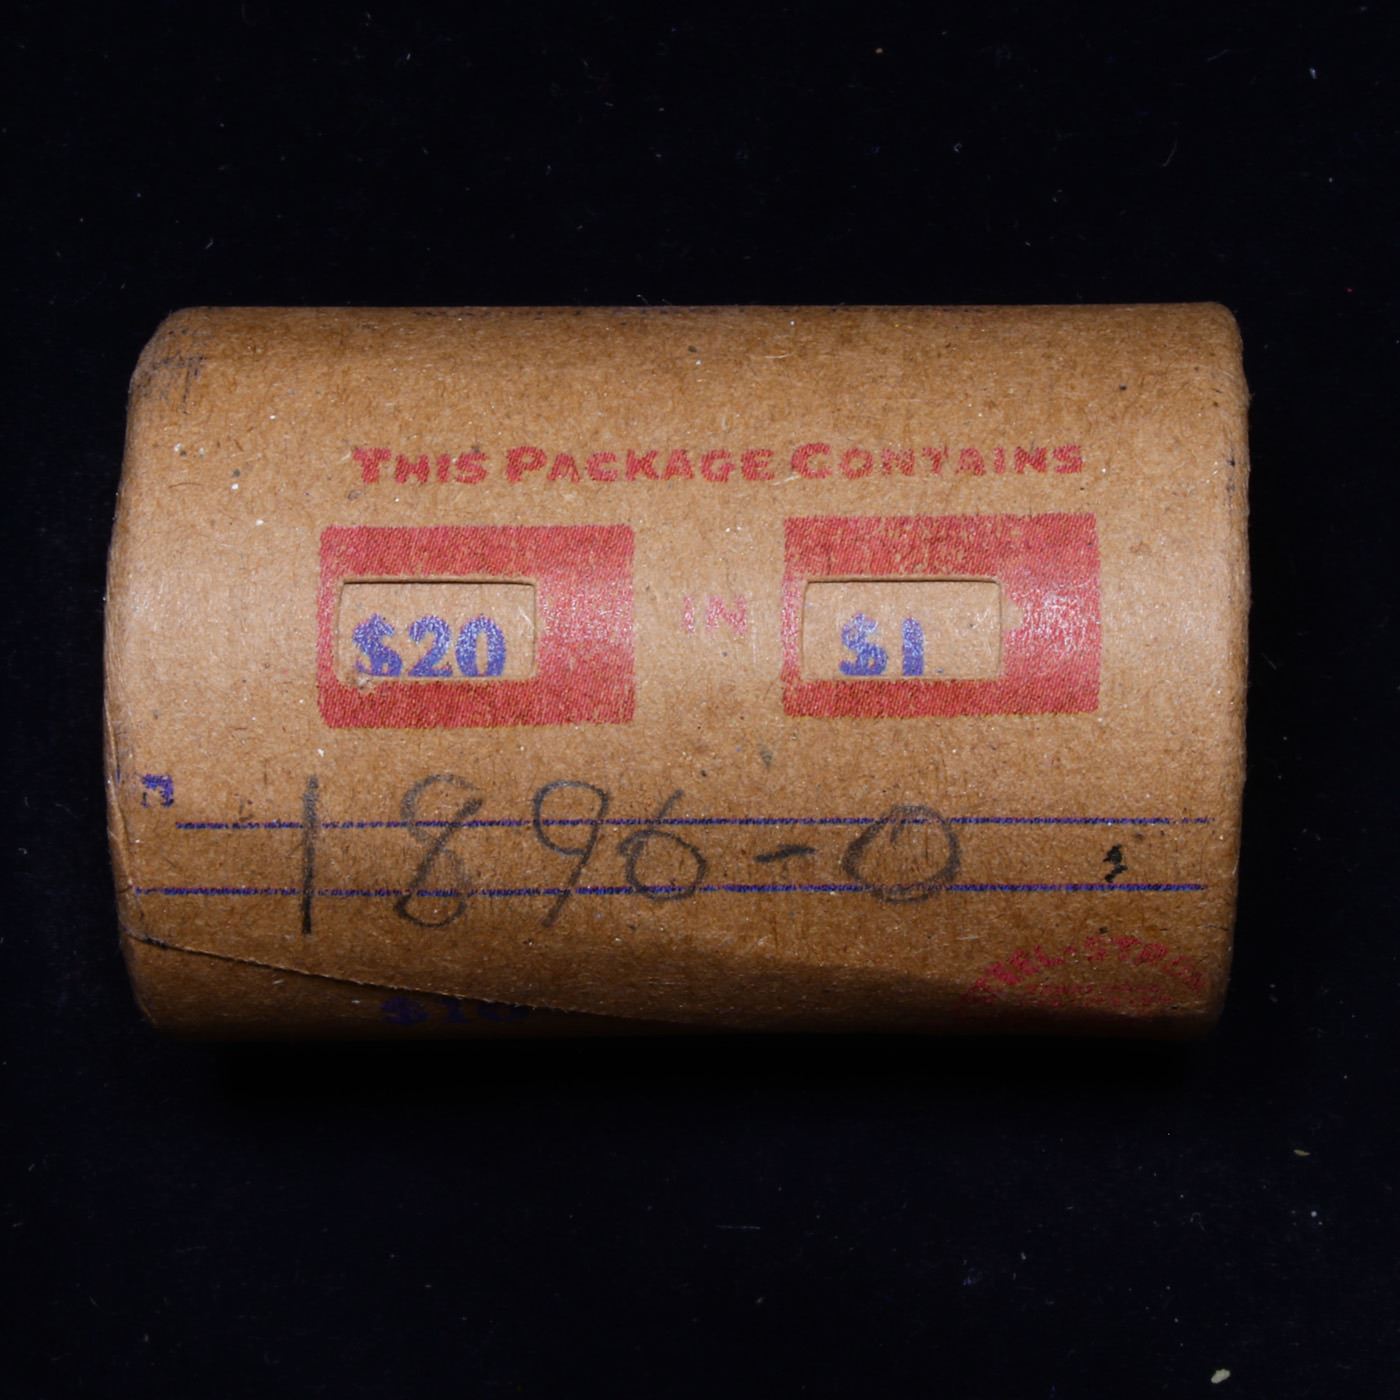 THIS PACKAGE CONTAINS
$20 IN $1
1896-O